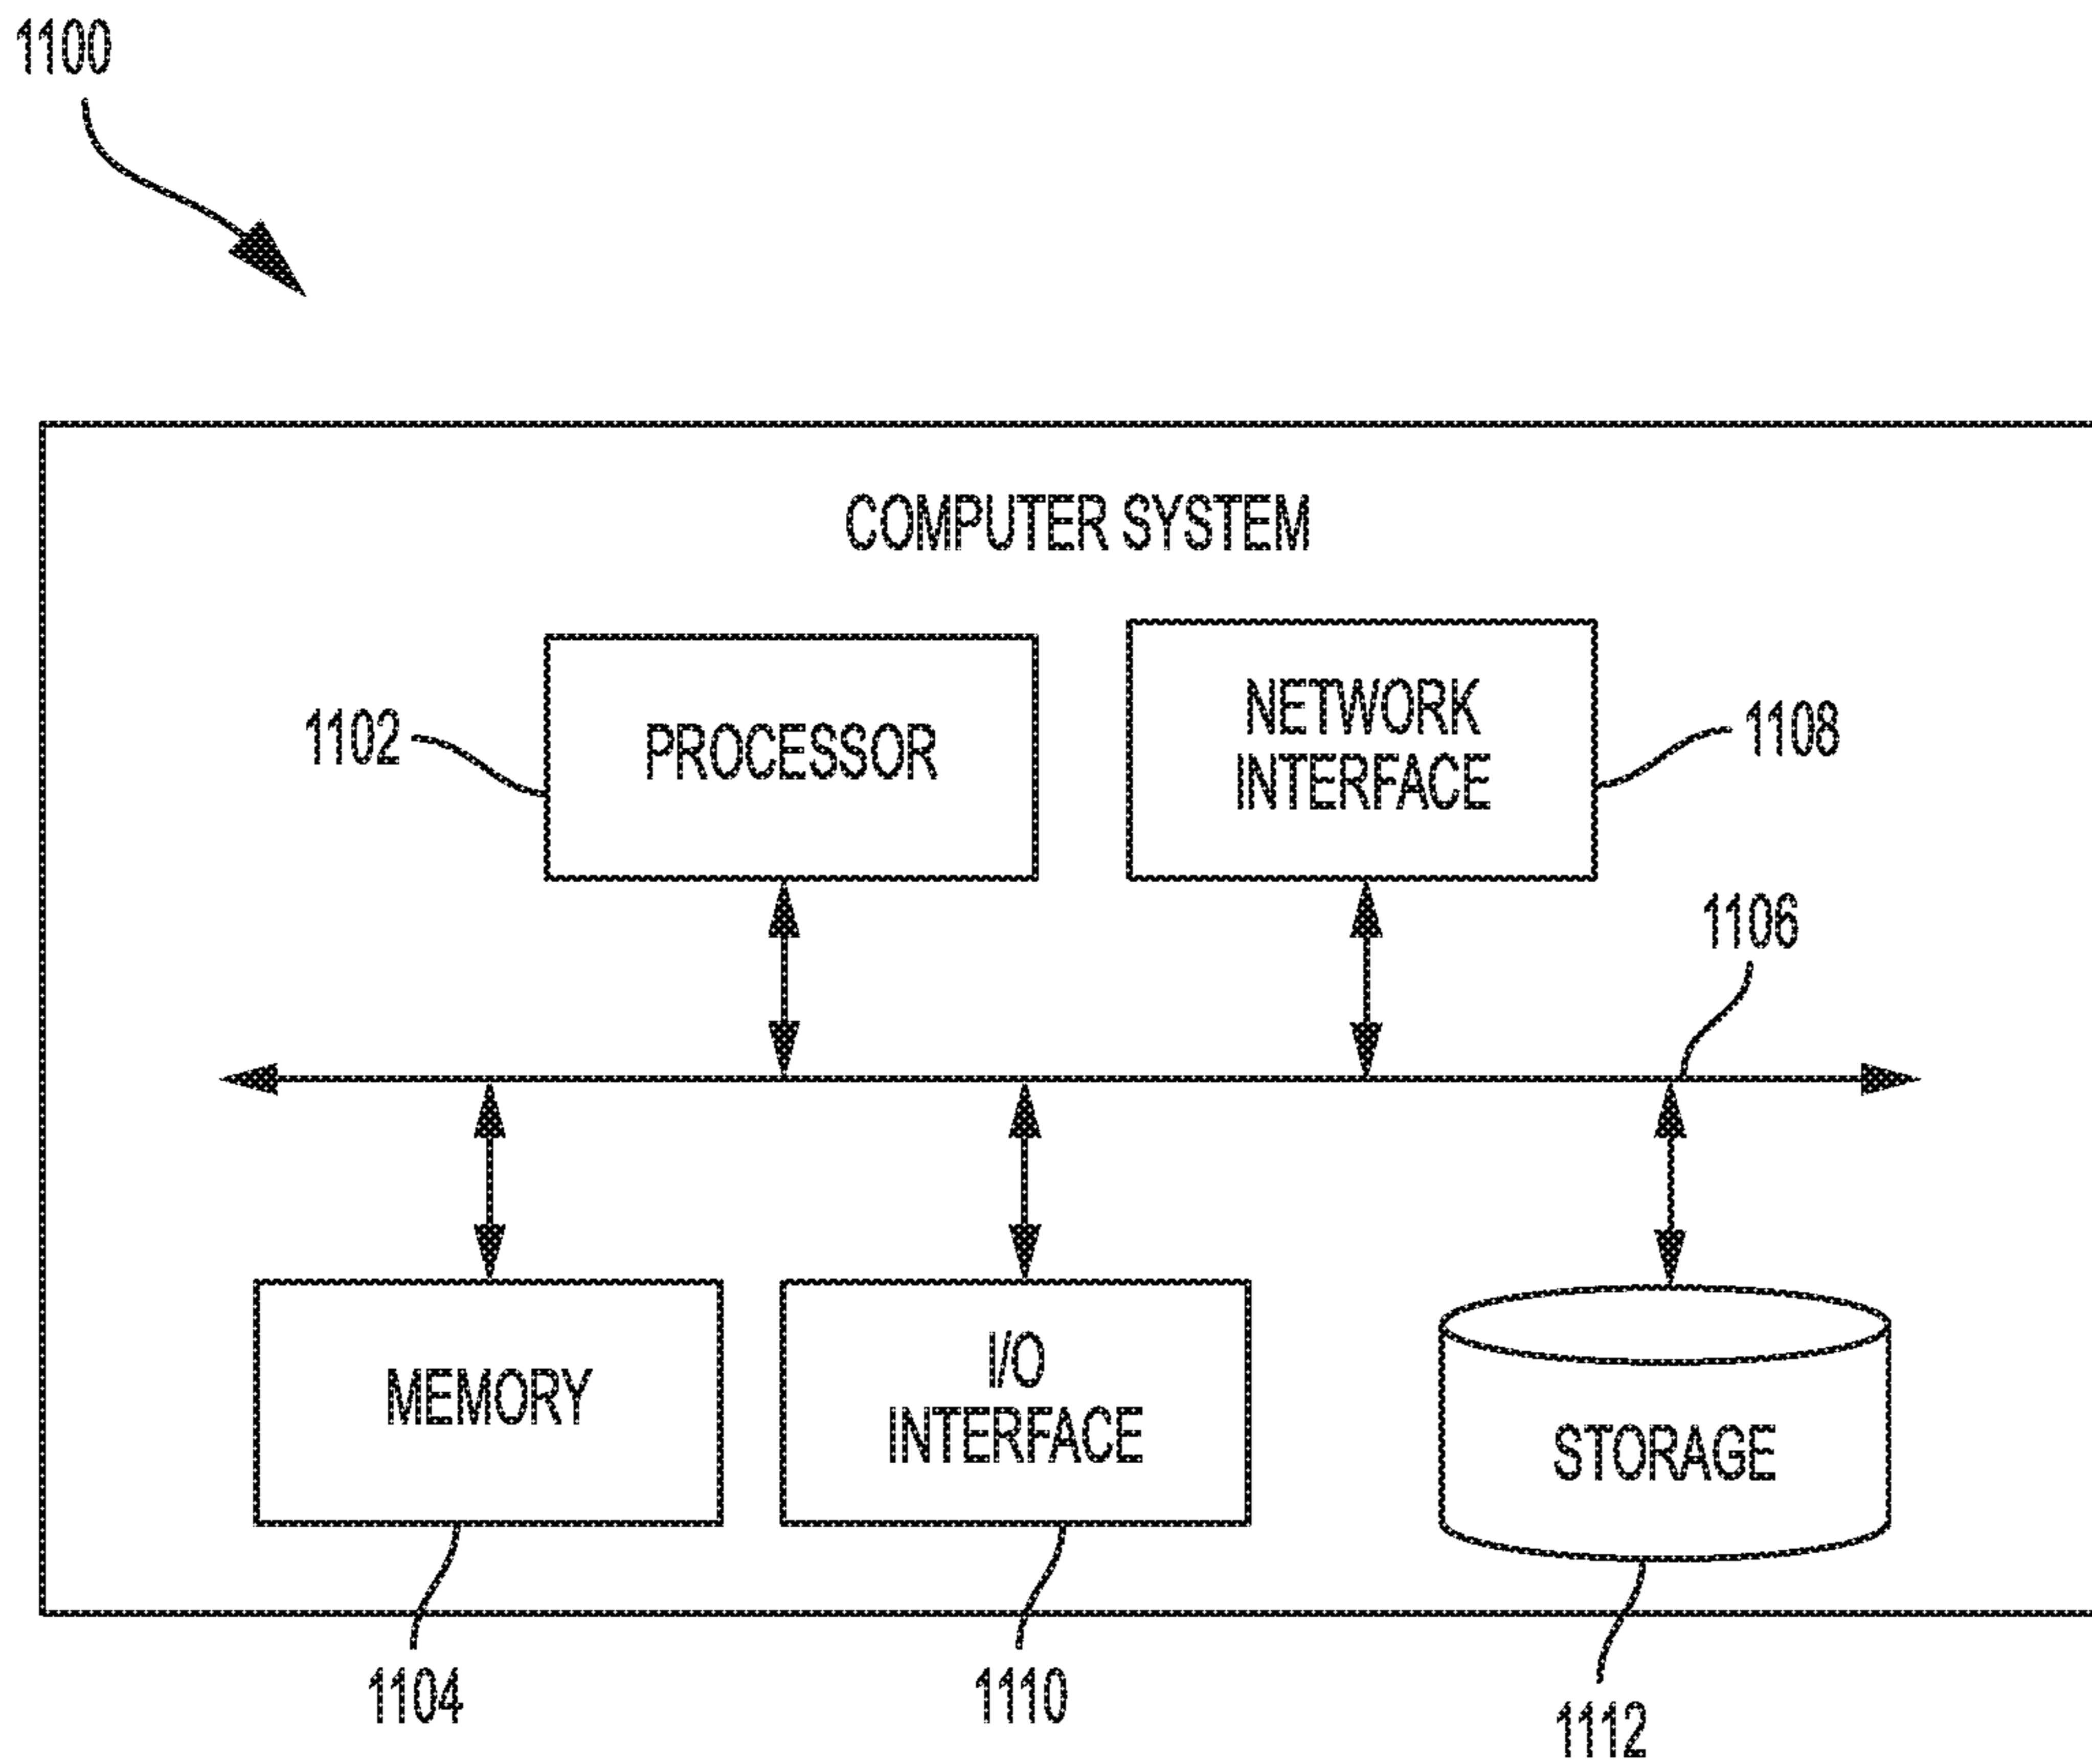 1100
COMPUTER SYSTEM
1102
PROCESSOR
NETWORK
INTERFACE
1108
1106
MEMORY
I/O
INTERFACE
STORAGE
1104
1110
1112